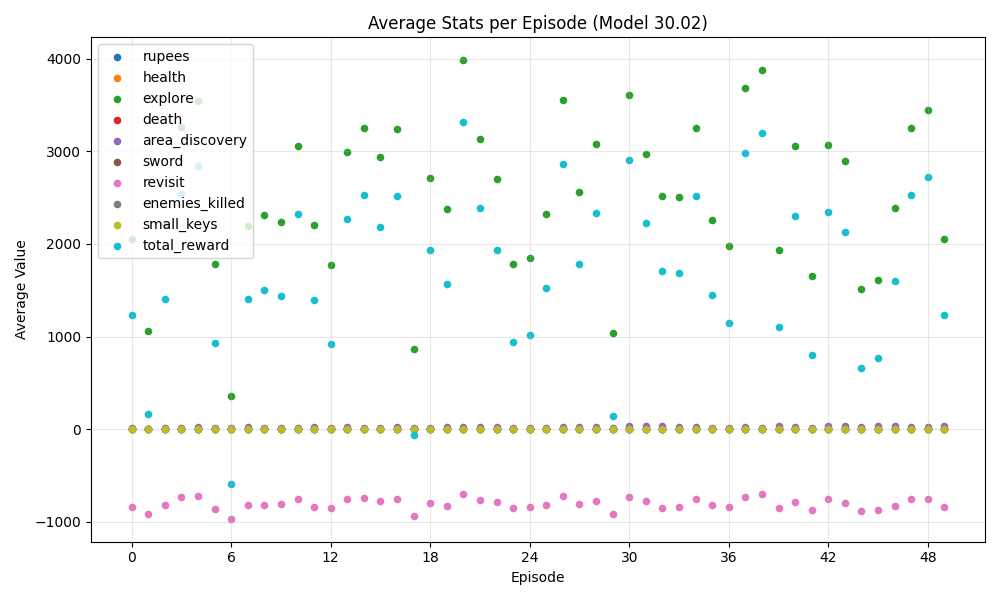 Average Stats per Episode (Model 30.02)
rupees
health
explore
death
area_discovery
sword
revisit
enemies_killed
small_keys
total_reward
4000
3000
2000
1000
0
−1000
Average Value
0 6 12 18 24 30 36 42 48
Episode